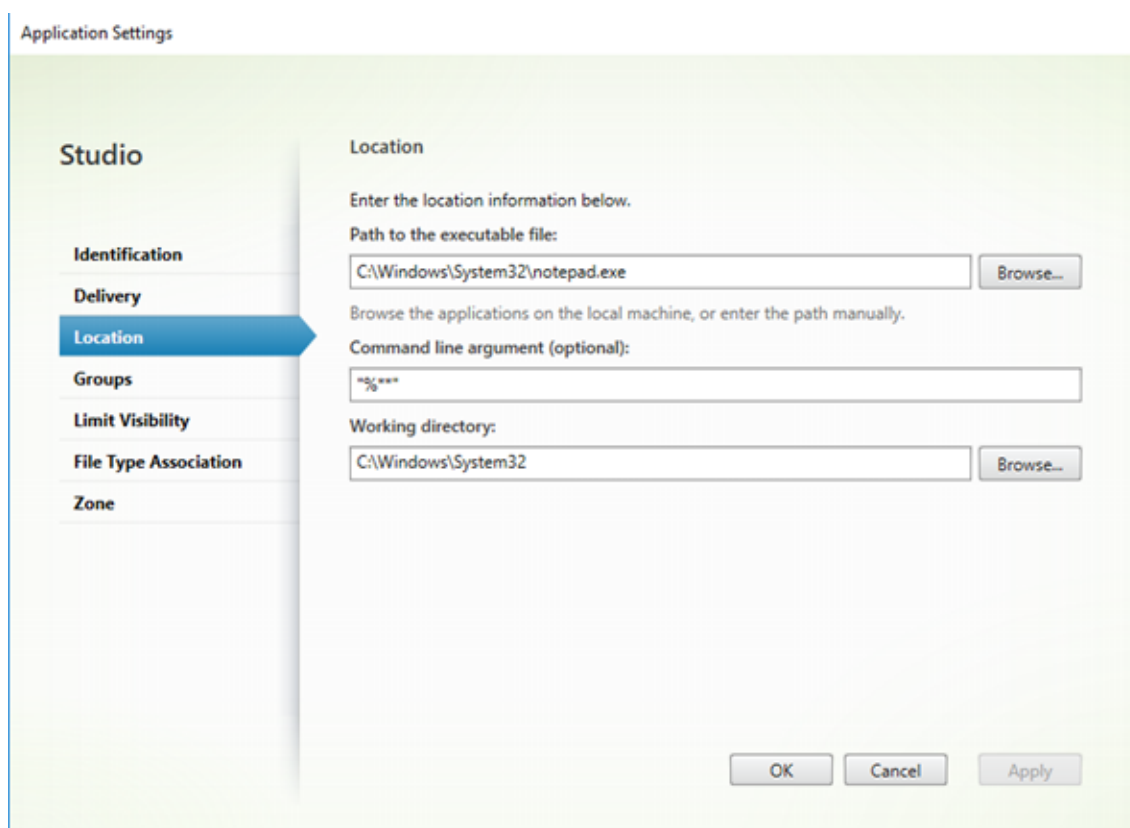 Application Settings
Studio
Identification
Delivery
Location
Groups
Limit Visibility
File Type Association
Zone
Location
Enter the location information below.
Path to the executable file:
C:\Windows\System32\notepad.exe
Browse...
Browse the applications on the local machine, or enter the path manually.
Command line argument (optional):
"%**"
Working directory:
C:\Windows\System32
Browse...
OK
Cancel
Apply